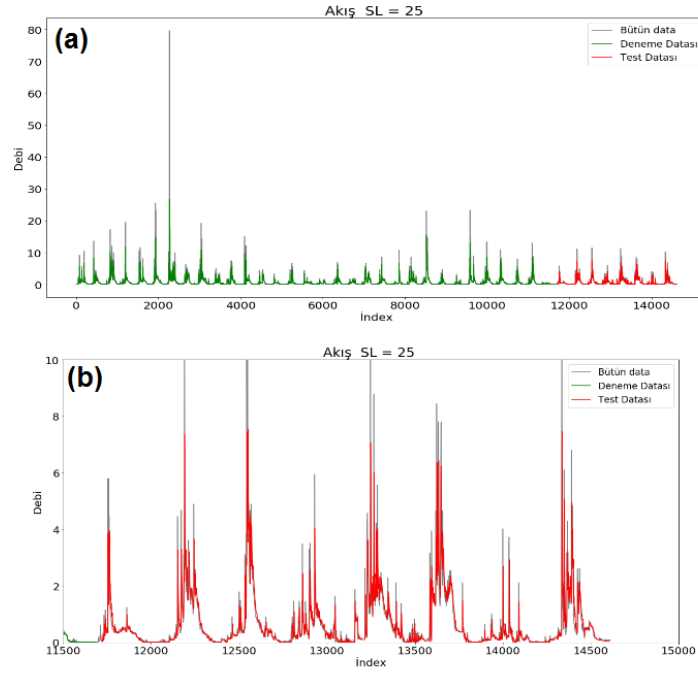 Akış SL = 25
(a)
Bütün data
Deneme Datası
Test Datası
80
70
60
50
40
30
20
10
0
Debi
0 2000 4000 6000 8000 10000 12000 14000
İndex
Akış SL = 25
(b)
Bütün data
Deneme Datası
Test Datası
10
8
6
4
2
0
Debi
11500 12000 12500 13000 13500 14000 14500 15000
İndex